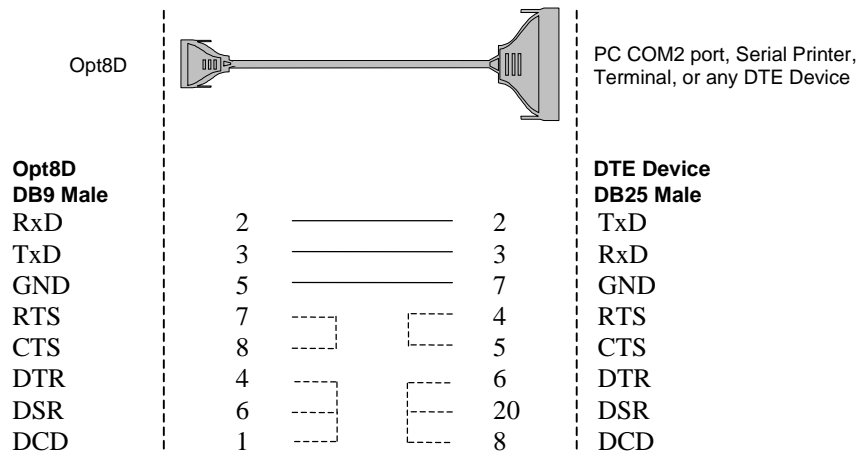 Opt8D
PC COM2 port, Serial Printer,
Terminal, or any DTE Device
Opt8D DTE Device
DB9 Male DB25 Male
RxD 2 2 TxD
TxD 3 3 RxD
GND 5 7 GND
RTS 7 4 RTS
CTS 8 5 CTS
DTR 4 6 DTR
DSR 6 20 DSR
DCD 1 8 DCD